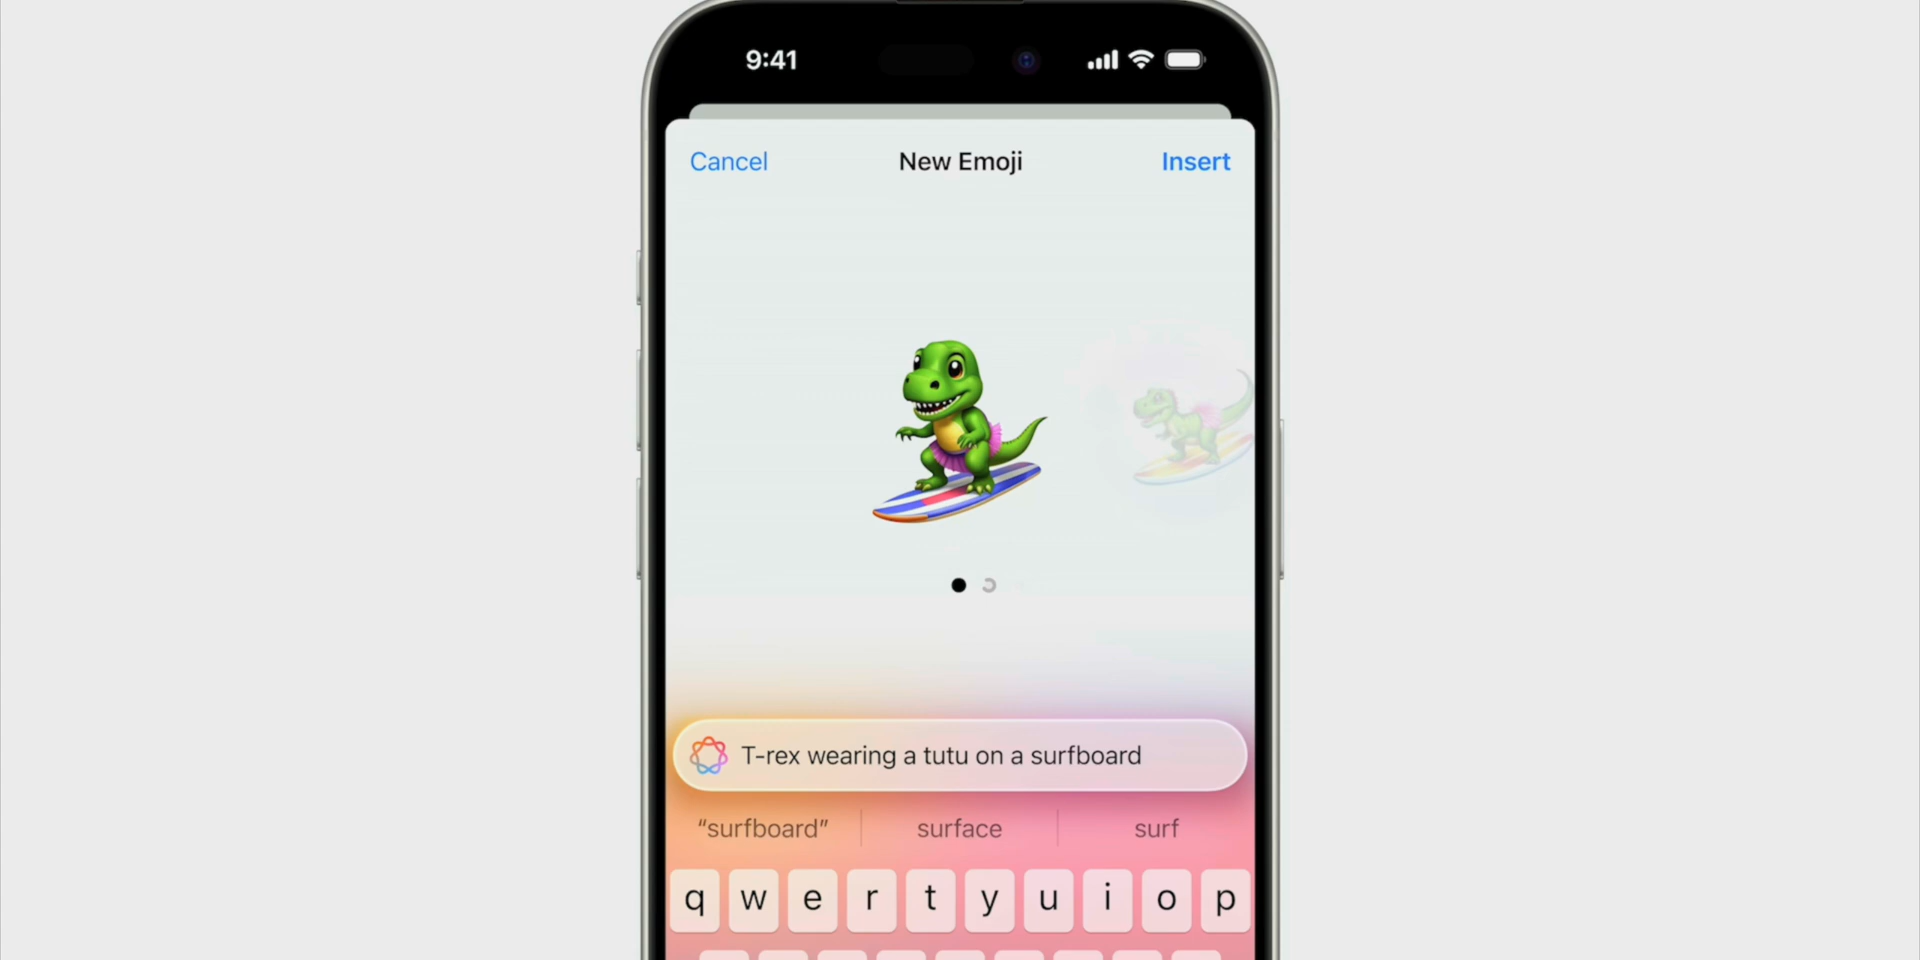 9:41
Cancel New Emoji Insert
T-rex wearing a tutu on a surfboard
“surfboard” surface surf
q w e r t y u i o p